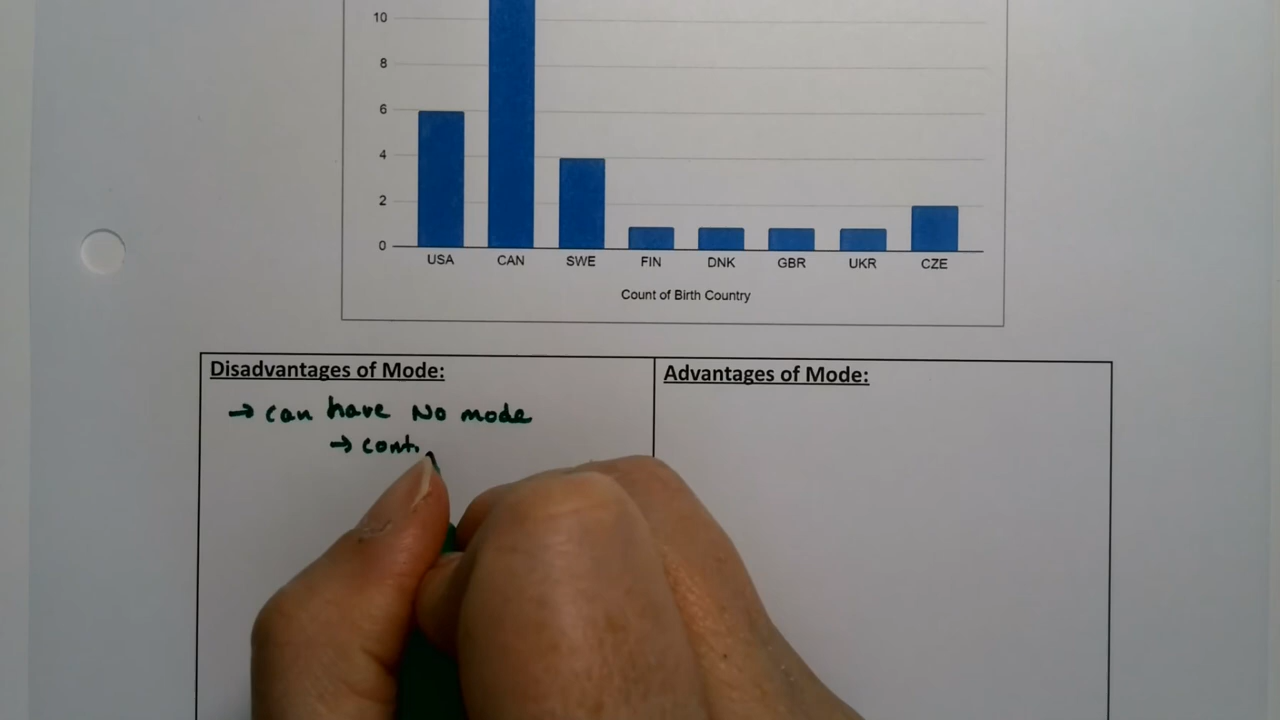 10
8
6
4
2
0
USA CAN SWE FIN DNK GBR UKR CZE
Count of Birth Country
Disadvantages of Mode:
→ can have No mode
→ conti
Advantages of Mode: